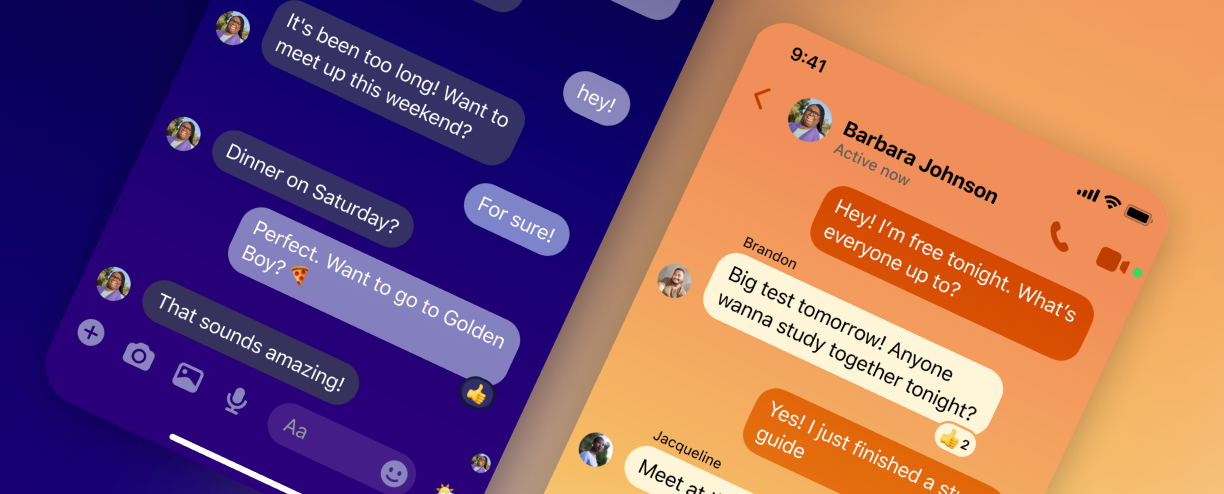 It's been too long! Want to
meet up this weekend?
hey!
Dinner on Saturday?
For sure!
Perfect. Want to go to Golden
Boy? 🍕
That sounds amazing!
Aa
9:41
Barbara Johnson
Active now
Hey! I’m free tonight. What’s
everyone up to?
Brandon
Big test tomorrow! Anyone
wanna study together tonight?
2
Yes! I just finished a
guide
Jacqueline
Meet at